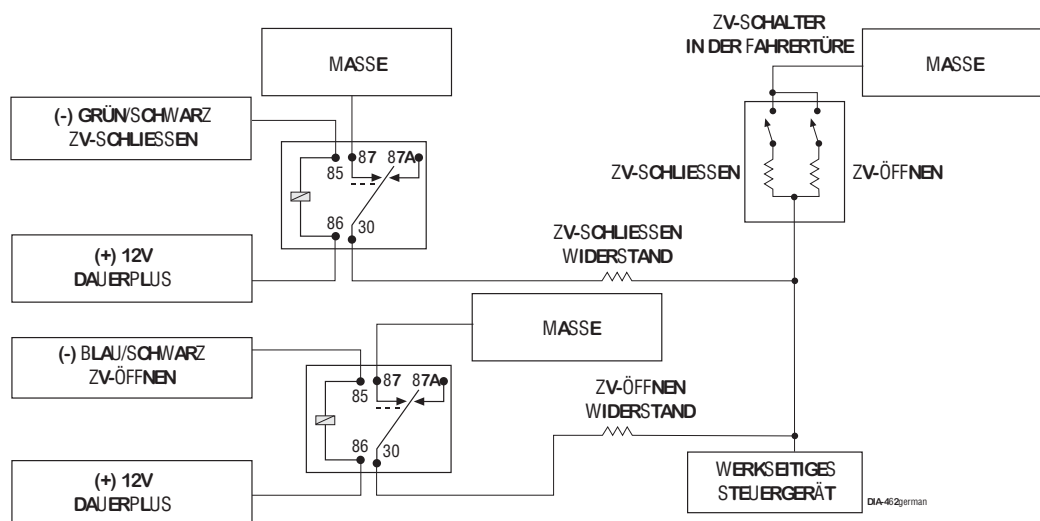 ZV-SCHALTER
IN DER FAHRERTÜRE
MASSE
MASSE
(-) GRÜN/SCHWARZ
ZV-SCHLIESSEN
87
87A
85
86
30
ZV-SCHLIESSEN
ZV-ÖFFNEN
(+) 12V
DAUERPLUS
ZV-SCHLIESSEN
WIDERSTAND
MASSE
(-) BLAU/SCHWARZ
ZV-ÖFFNEN
87
87A
85
86
30
ZV-ÖFFNEN
WIDERSTAND
(+) 12V
DAUERPLUS
WERKSEITIGES
STEUERGERÄT
DIA-462german